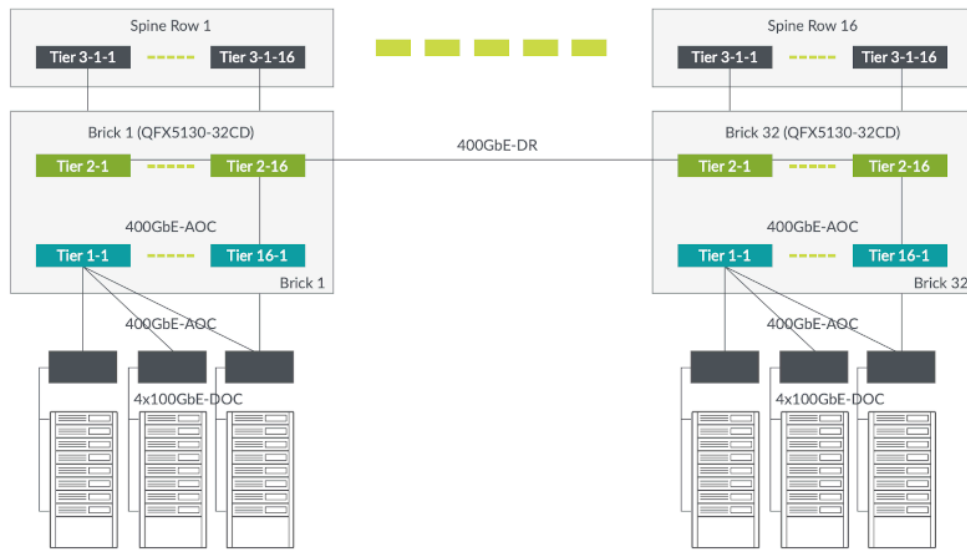 Spine Row 1
Tier 3-1-1
Tier 3-1-16
Spine Row 16
Tier 3-1-1
Tier 3-1-16
Brick 1 (QFX5130-32CD)
Tier 2-1
Tier 2-16
400GbE-AOC
Tier 1-1
Tier 16-1
Brick 1
400GbE-DR
Brick 32 (QFX5130-32CD)
Tier 2-1
Tier 2-16
400GbE-AOC
Tier 1-1
Tier 16-1
Brick 32
400GbE-AOC
4x100GbE-DOC
400GbE-AOC
4x100GbE-DOC